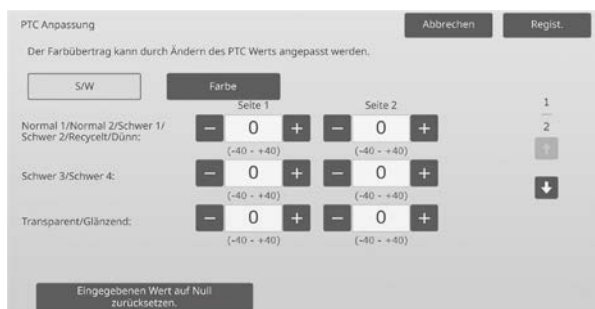 PTC Anpassung
Abbrechen
Regist.
Der Farbübertrag kann durch Ändern des PTC Werts angepasst werden.
S/W
Farbe
Seite 1
Seite 2
1
2
Normal 1/Normal 2/Schwer 1/
Schwer 2/Recycelt/Dünn:
− 0 + − 0 +
(-40 - +40) (-40 - +40)
Schwer 3/Schwer 4:
− 0 + − 0 +
(-40 - +40) (-40 - +40)
Transparent/Glänzend:
− 0 + − 0 +
(-40 - +40) (-40 - +40)
Eingegebenen Wert auf Null
zurücksetzen.